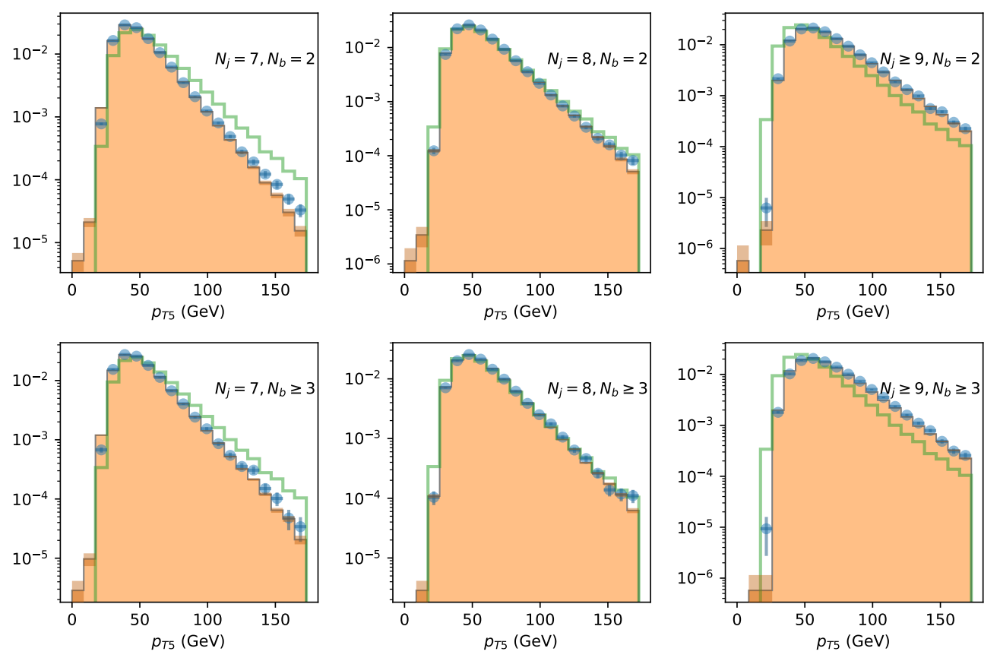 10⁻²
10⁻³
10⁻⁴
10⁻⁵
N_j = 7, N_b = 2
0 50 100 150
p_T5 (GeV)
10⁻²
10⁻³
10⁻⁴
10⁻⁵
10⁻⁶
N_j = 8, N_b = 2
0 50 100 150
p_T5 (GeV)
10⁻²
10⁻³
10⁻⁴
10⁻⁵
10⁻⁶
N_j ≥ 9, N_b = 2
0 50 100 150
p_T5 (GeV)
10⁻²
10⁻³
10⁻⁴
10⁻⁵
N_j = 7, N_b ≥ 3
0 50 100 150
p_T5 (GeV)
10⁻²
10⁻³
10⁻⁴
10⁻⁵
N_j = 8, N_b ≥ 3
0 50 100 150
p_T5 (GeV)
10⁻²
10⁻³
10⁻⁴
10⁻⁵
10⁻⁶
N_j ≥ 9, N_b ≥ 3
0 50 100 150
p_T5 (GeV)